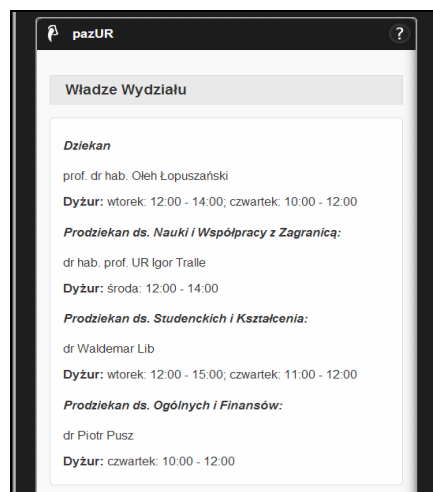 pazUR
?
Władze Wydziału
Dziekan
prof. dr hab. Ołeh Łopuszański
Dyżur: wtorek: 12:00 - 14:00; czwartek: 10:00 - 12:00
Prodziekan ds. Nauki i Współpracy z Zagranicą:
dr hab. prof. UR Igor Tralle
Dyżur: środa: 12:00 - 14:00
Prodziekan ds. Studenckich i Kształcenia:
dr Waldemar Lib
Dyżur: wtorek: 12:00 - 15:00; czwartek: 11:00 - 12:00
Prodziekan ds. Ogólnych i Finansów:
dr Piotr Pusz
Dyżur: czwartek: 10:00 - 12:00